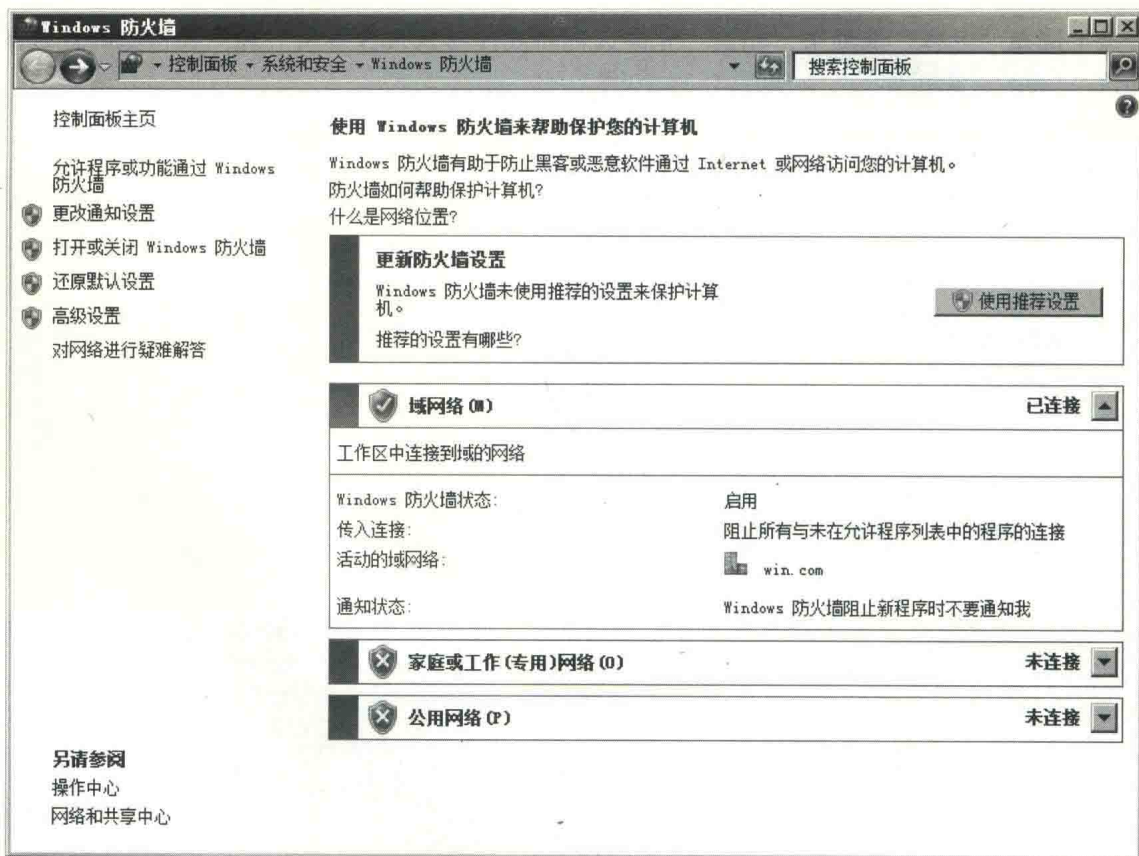 Windows 防火墙
控制面板 系统和安全 Windows 防火墙
搜索控制面板
控制面板主页
允许程序或功能通过 Windows
防火墙
更改通知设置
打开或关闭 Windows 防火墙
还原默认设置
高级设置
对网络进行疑难解答
使用 Windows 防火墙来帮助保护您的计算机
Windows 防火墙有助于防止黑客或恶意软件通过 Internet 或网络访问您的计算机。
防火墙如何帮助保护计算机?
什么是网络位置?
更新防火墙设置
Windows 防火墙未使用推荐的设置来保护计算
机。
使用推荐设置
推荐的设置有哪些?
域网络(M) 已连接
工作区中连接到域的网络
Windows 防火墙状态: 启用
传入连接: 阻止所有与未在允许程序列表中的程序的连接
活动的域网络: win.com
通知状态: Windows 防火墙阻止新程序时不要通知我
家庭或工作(专用)网络(O) 未连接
公用网络(P) 未连接
另请参阅
操作中心
网络和共享中心